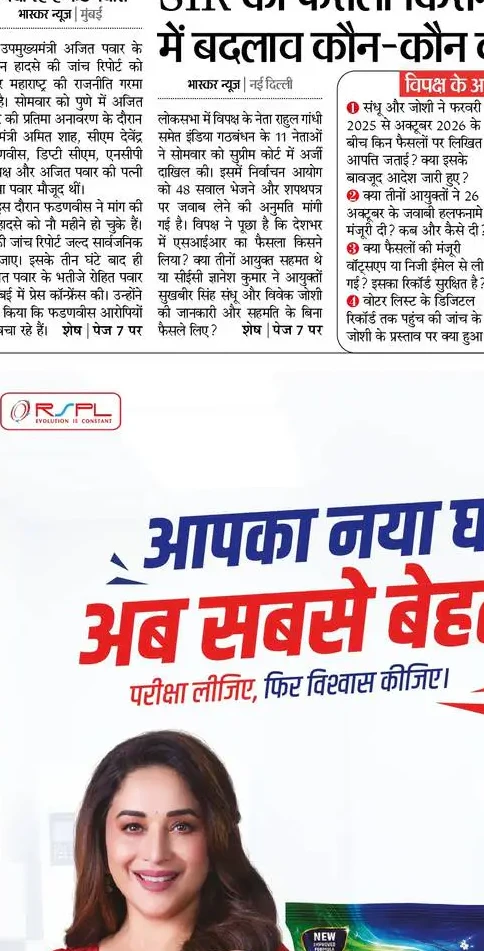 भास्कर न्यूज | मुंबई
उपमुख्यमंत्री अजित पवार के
न हादसे की जांच रिपोर्ट को
र महाराष्ट्र की राजनीति गरमा
है। सोमवार को पुणे में अजित
की प्रतिमा अनावरण के दौरान
मंत्री अमित शाह, सीएम देवेंद्र
णवीस, डिप्टी सीएम, एनसीपी
क्ष और अजित पवार की पत्नी
ा पवार मौजूद थीं।
स दौरान फडणवीस ने मांग की
हादसे को नौ महीने हो चुके हैं।
ी जांच रिपोर्ट जल्द सार्वजनिक
जाए। इसके तीन घंटे बाद ही
त पवार के भतीजे रोहित पवार
बई में प्रेस कॉन्फ्रेंस की। उन्होंने
किया कि फडणवीस आरोपियों
बचा रहे हैं। शेष | पेज 7 पर
में बदलाव कौन-कौन
भास्कर न्यूज | नई दिल्ली
लोकसभा में विपक्ष के नेता राहुल गांधी
समेत इंडिया गठबंधन के 11 नेताओं
ने सोमवार को सुप्रीम कोर्ट में अर्जी
दाखिल की। इसमें निर्वाचन आयोग
को 48 सवाल भेजने और शपथपत्र
पर जवाब लेने की अनुमति मांगी
गई है। विपक्ष ने पूछा है कि देशभर
में एसआईआर का फैसला किसने
लिया? क्या तीनों आयुक्त सहमत थे
या सीईसी ज्ञानेश कुमार ने आयुक्तों
सुखबीर सिंह संधू और विवेक जोशी
की जानकारी और सहमति के बिना
फैसले लिए? शेष | पेज 7 पर
विपक्ष के अ
1 संधू और जोशी ने फरवरी
2025 से अक्टूबर 2026 के
बीच किन फैसलों पर लिखित
आपत्ति जताई? क्या इसके
बावजूद आदेश जारी हुए?
2 क्या तीनों आयुक्तों ने 26
अक्टूबर के जवाबी हलफनामे
मंजूरी दी? कब और कैसे दी?
3 क्या फैसलों की मंजूरी
वॉट्सएप या निजी ईमेल से ली
गई? इसका रिकॉर्ड सुरक्षित है?
4 वोटर लिस्ट के डिजिटल
रिकॉर्ड तक पहुंच की जांच के
जोशी के प्रस्ताव पर क्या हुआ
RSPL
EVOLUTION IS CONSTANT
आपका नया घ
अब सबसे बेह
परीक्षा लीजिए, फिर विश्वास कीजिए।
NEW
IMPROVED
FORMULA